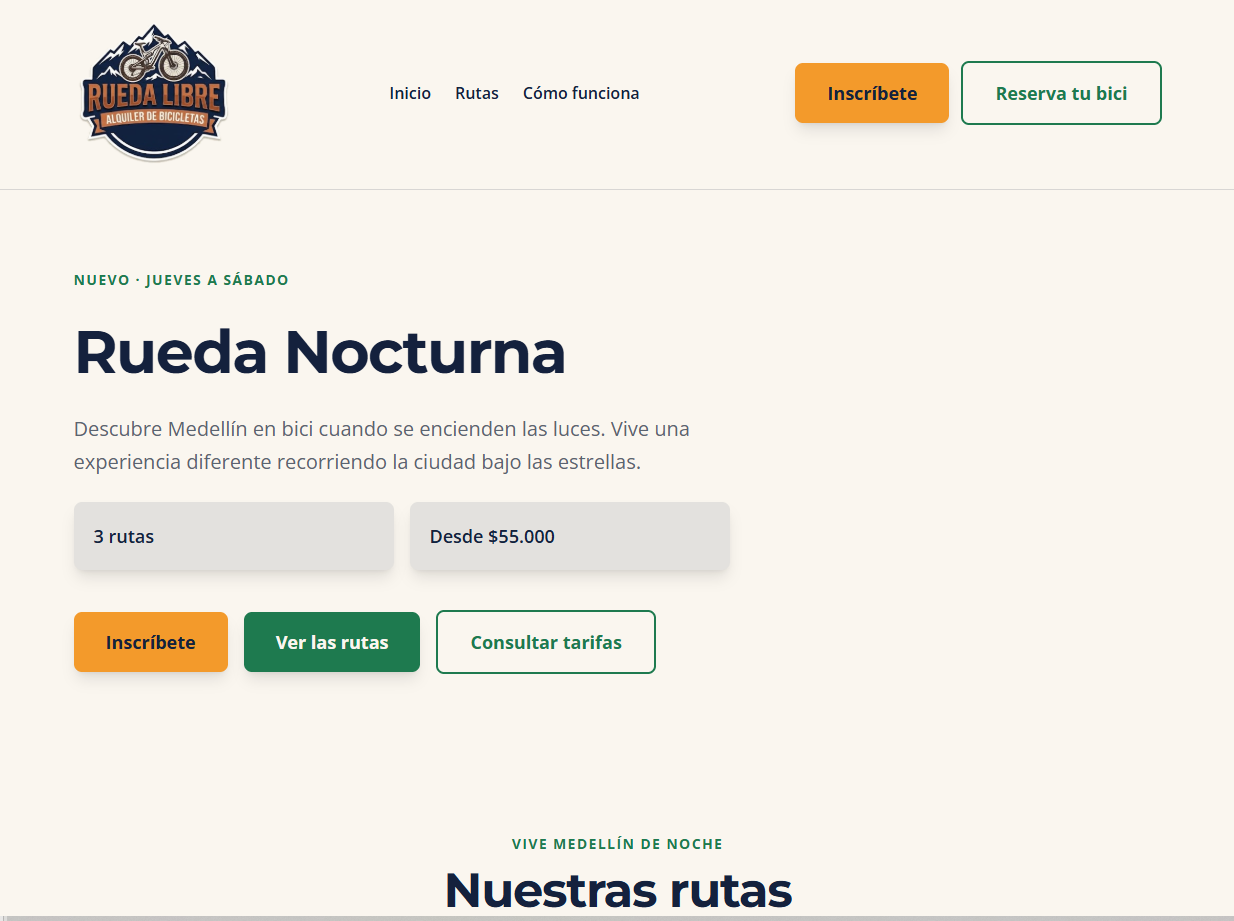 RUEDA LIBRE
ALQUILER DE BICICLETAS
Inicio
Rutas
Cómo funciona
Inscríbete
Reserva tu bici
NUEVO · JUEVES A SÁBADO
Rueda Nocturna
Descubre Medellín en bici cuando se encienden las luces. Vive una
experiencia diferente recorriendo la ciudad bajo las estrellas.
3 rutas
Desde $55.000
Inscríbete
Ver las rutas
Consultar tarifas
VIVE MEDELLÍN DE NOCHE
Nuestras rutas